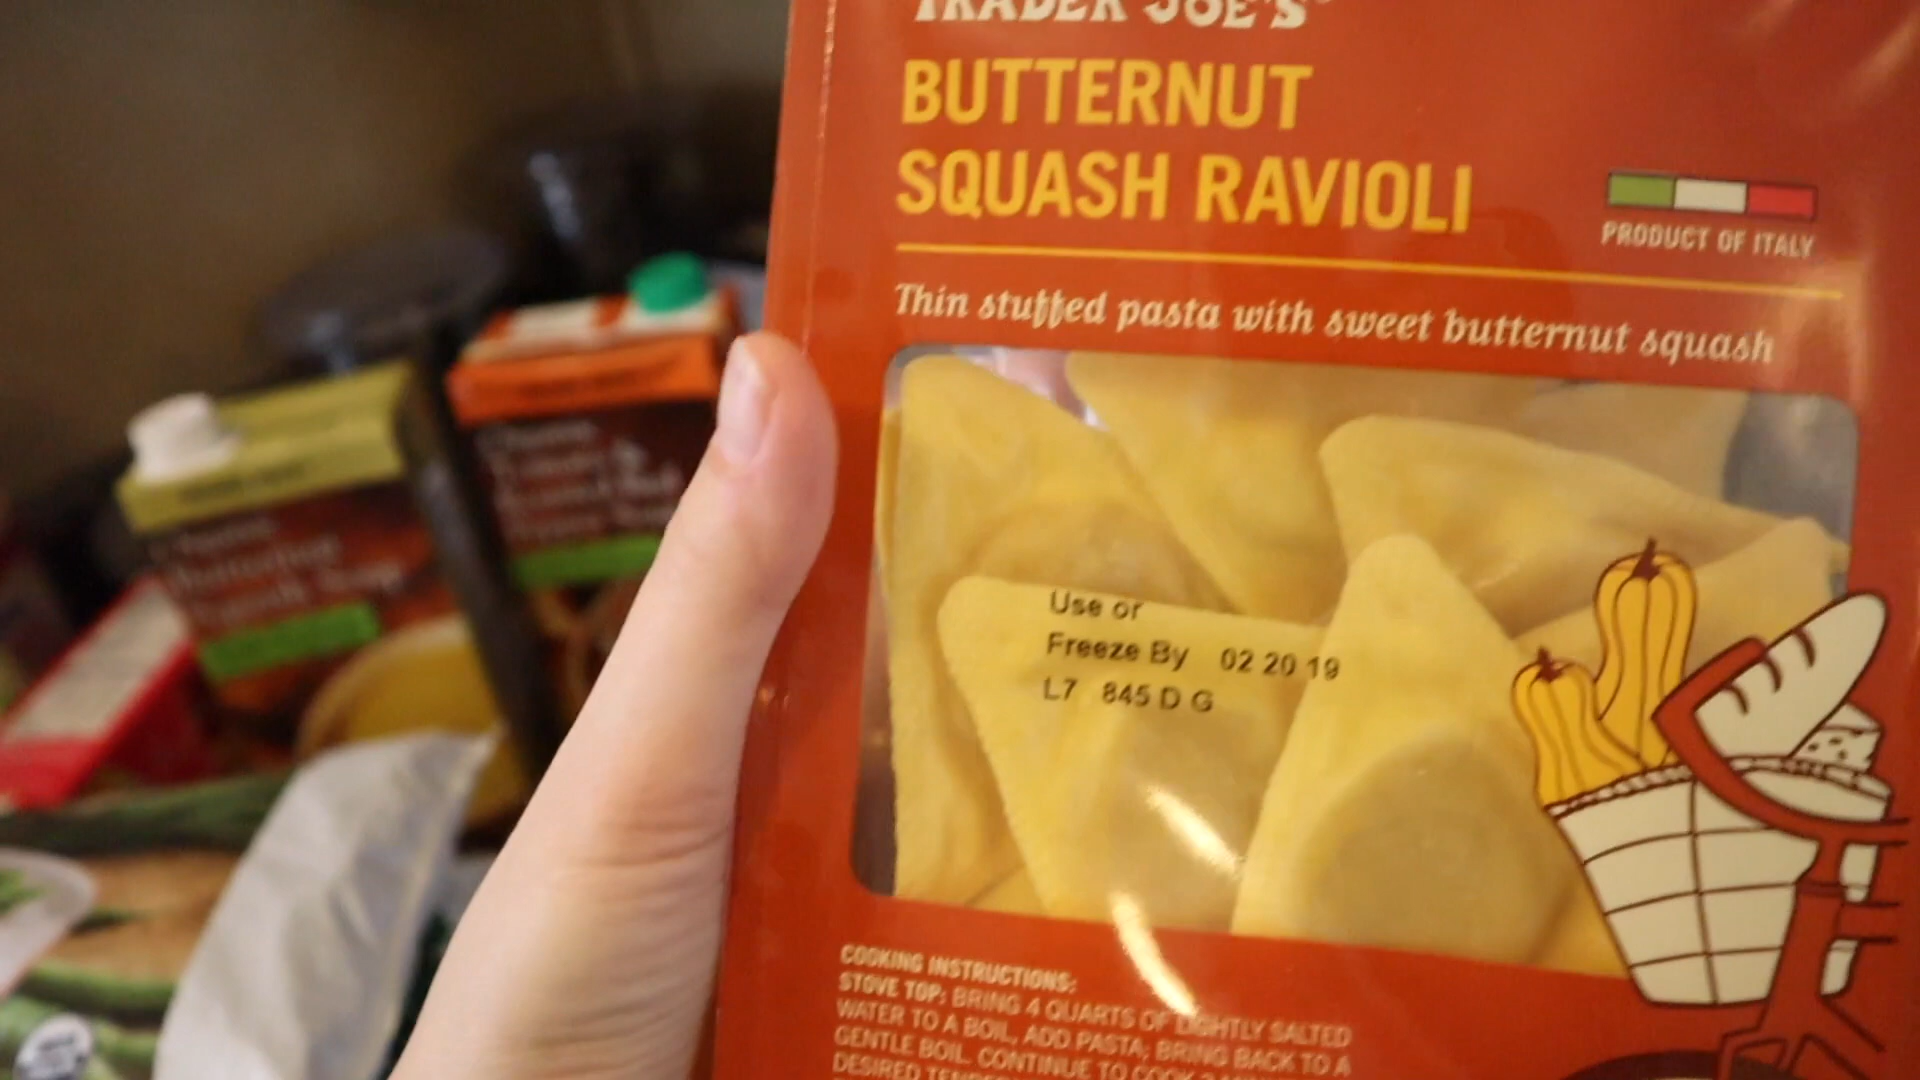 TRADER JOE'S
BUTTERNUT
SQUASH RAVIOLI
PRODUCT OF ITALY
Thin stuffed pasta with sweet butternut squash
Use or
Freeze By 02 20 19
L7 845 D G
COOKING INSTRUCTIONS:
STOVE TOP: BRING 4 QUARTS OF LIGHTLY SALTED
WATER TO A BOIL, ADD PASTA; BRING BACK TO A
GENTLE BOIL. CONTINUE TO COOK
DESIRED